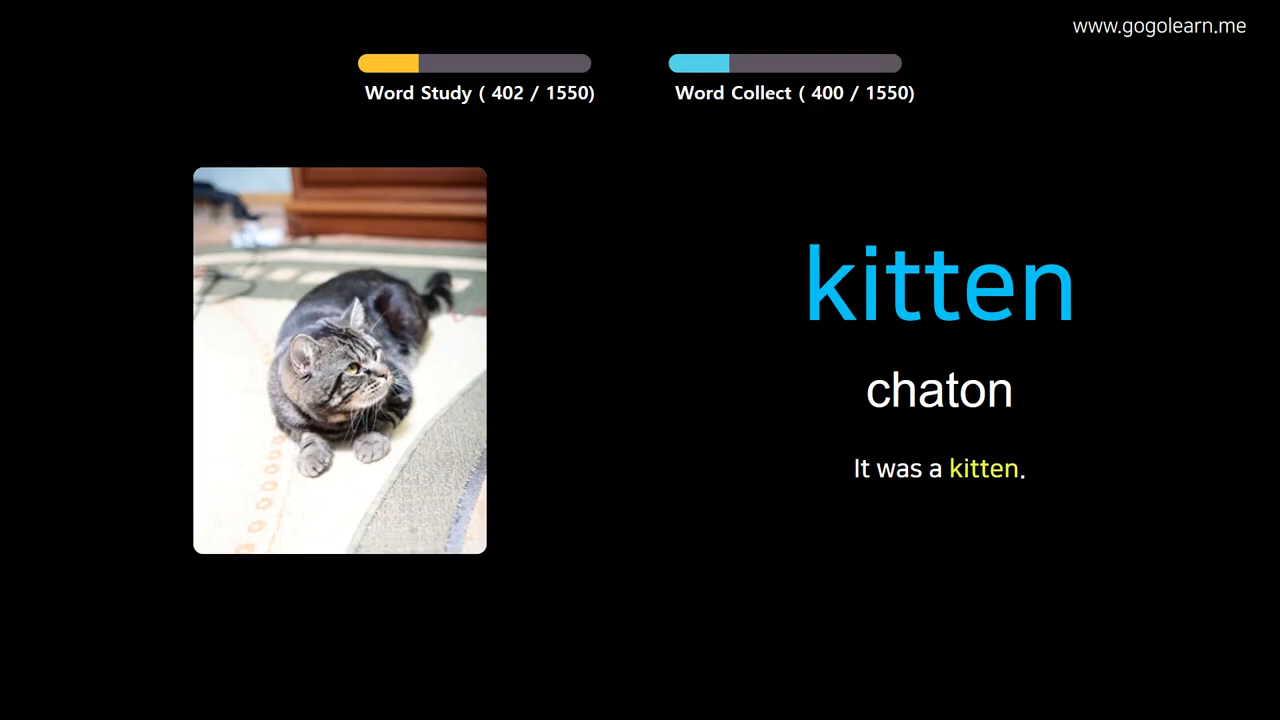 www.gogolearn.me
Word Study ( 402 / 1550)
Word Collect ( 400 / 1550)
kitten
chaton
It was a kitten.